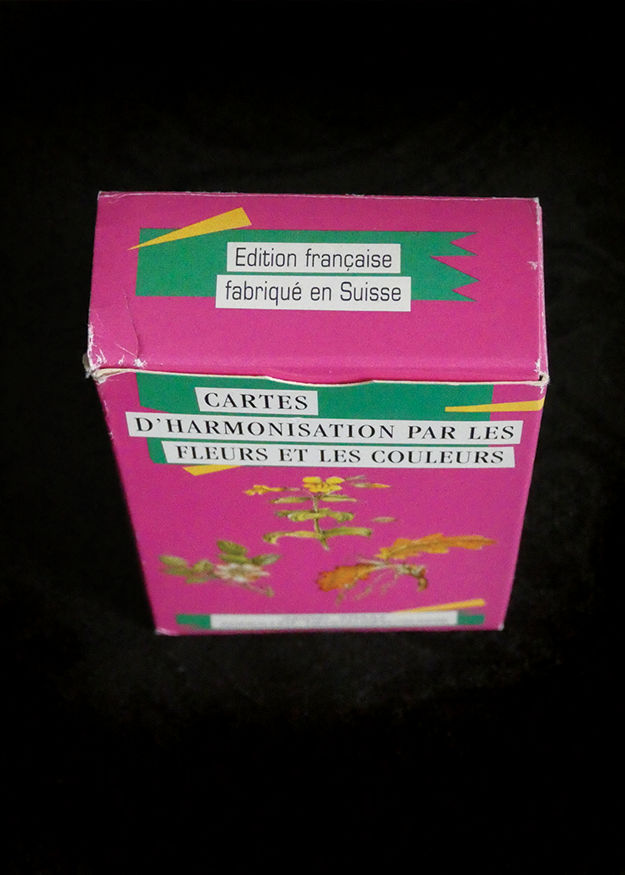 Edition française
fabriqué en Suisse
CARTES
D'HARMONISATION PAR LES
FLEURS ET LES COULEURS